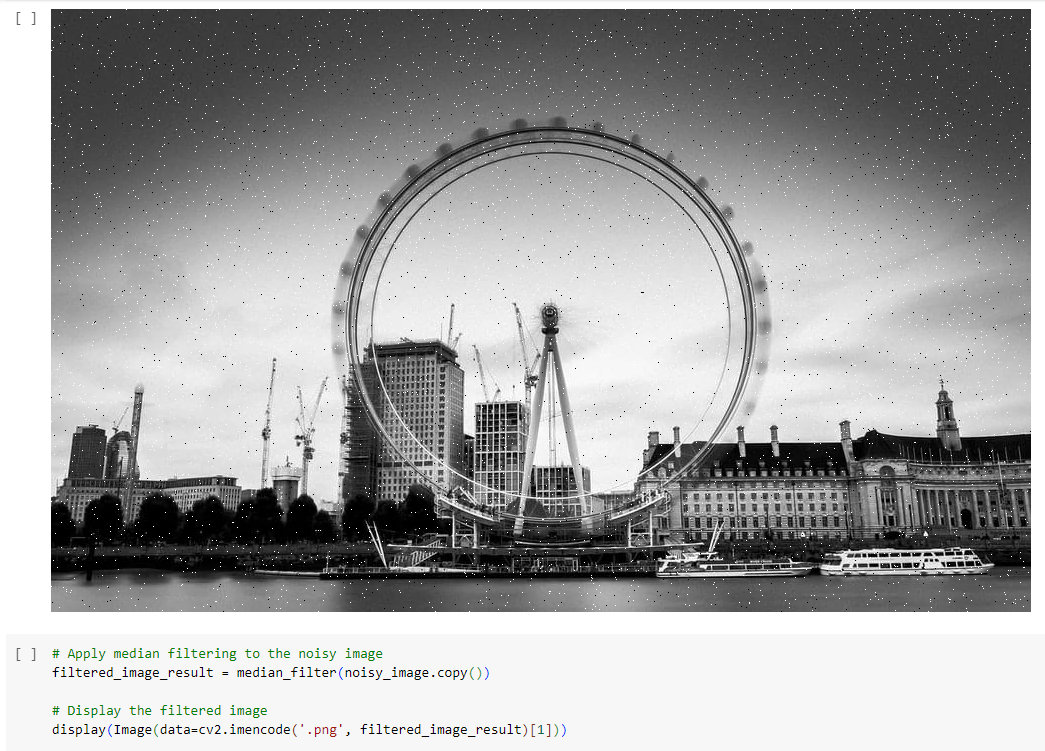 [ ]
[ ] # Apply median filtering to the noisy image
filtered_image_result = median_filter(noisy_image.copy())
# Display the filtered image
display(Image(data=cv2.imencode('.png', filtered_image_result)[1]))